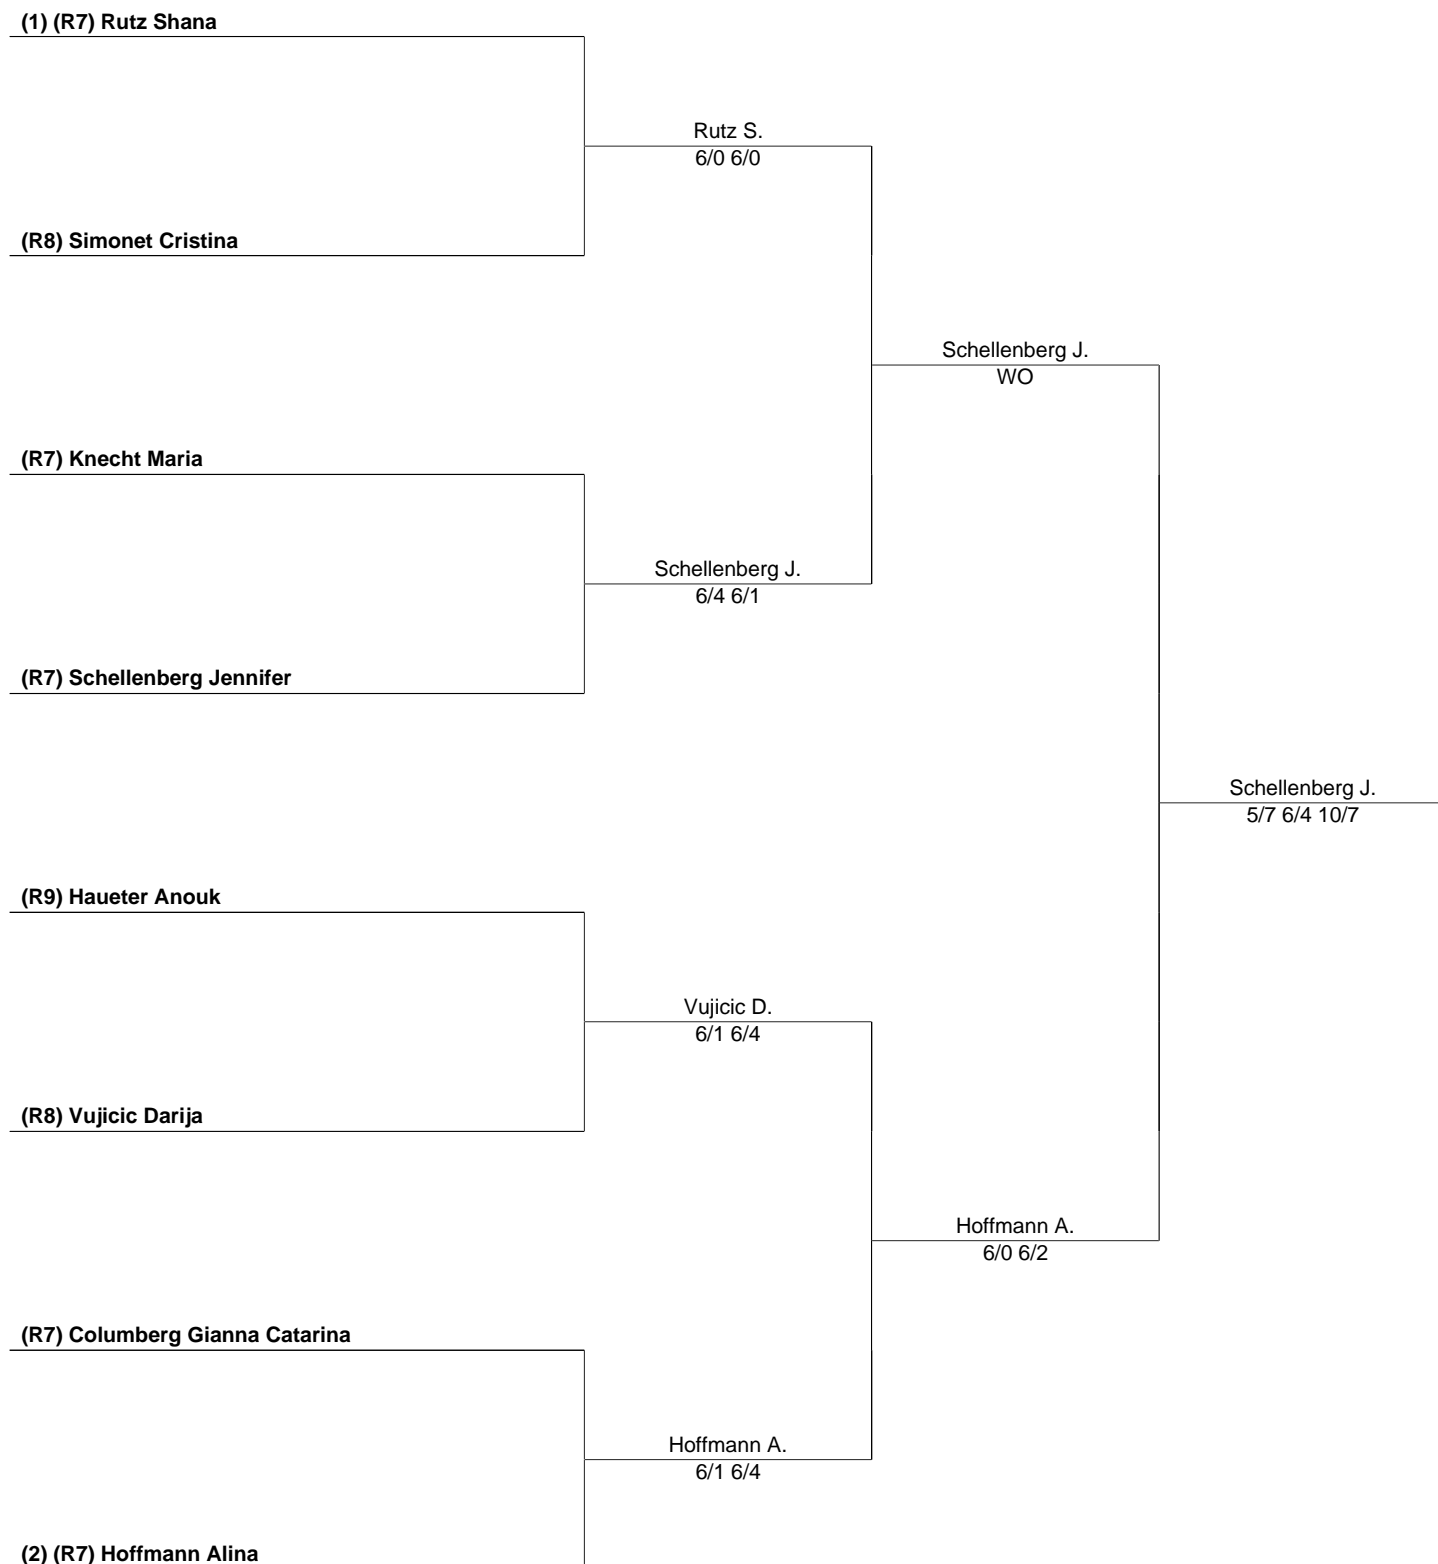 (1) (R7) Rutz Shana
Rutz S.
6/0 6/0
(R8) Simonet Cristina
Schellenberg J.
WO
(R7) Knecht Maria
Schellenberg J.
6/4 6/1
(R7) Schellenberg Jennifer
Schellenberg J.
5/7 6/4 10/7
(R9) Haueter Anouk
Vujicic D.
6/1 6/4
(R8) Vujicic Darija
Hoffmann A.
6/0 6/2
(R7) Columberg Gianna Catarina
Hoffmann A.
6/1 6/4
(2) (R7) Hoffmann Alina